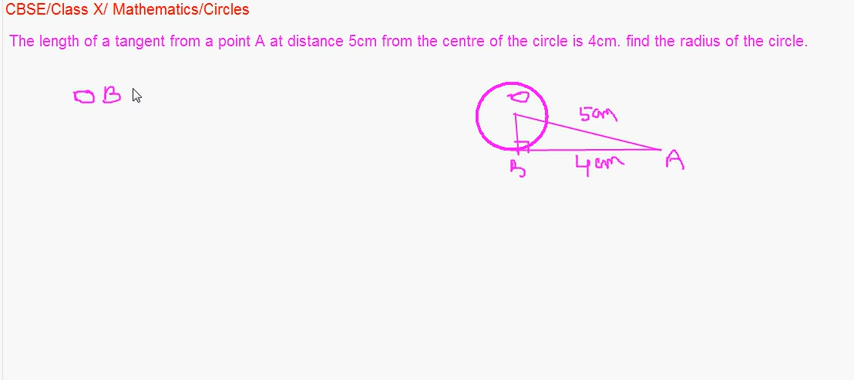 CBSE/Class X/ Mathematics/Circles
The length of a tangent from a point A at distance 5cm from the centre of the circle is 4cm. find the radius of the circle.
OB
O
5cm
B
4cm
A